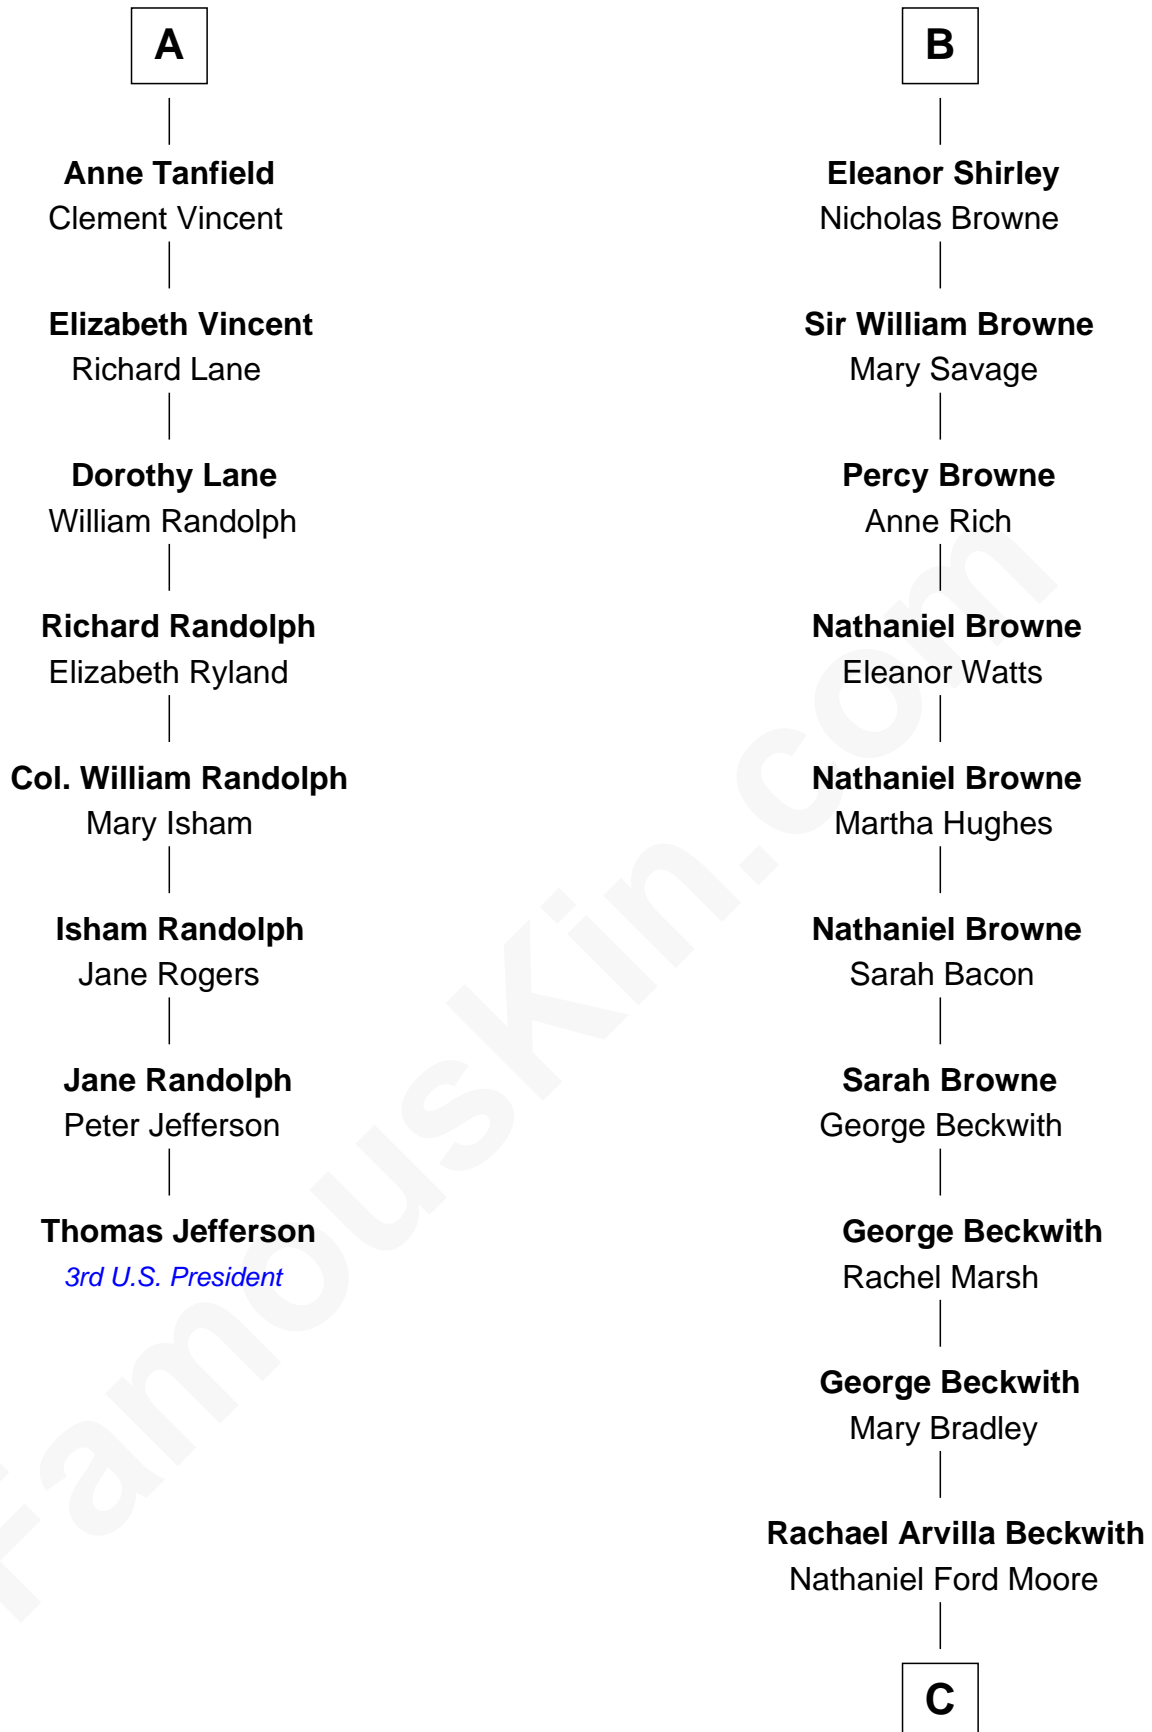 A
Anne Tanfield
Clement Vincent
Elizabeth Vincent
Richard Lane
Dorothy Lane
William Randolph
Richard Randolph
Elizabeth Ryland
Col. William Randolph
Mary Isham
Isham Randolph
Jane Rogers
Jane Randolph
Peter Jefferson
Thomas Jefferson
3rd U.S. President
B
Eleanor Shirley
Nicholas Browne
Sir William Browne
Mary Savage
Percy Browne
Anne Rich
Nathaniel Browne
Eleanor Watts
Nathaniel Browne
Martha Hughes
Nathaniel Browne
Sarah Bacon
Sarah Browne
George Beckwith
George Beckwith
Rachel Marsh
George Beckwith
Mary Bradley
Rachael Arvilla Beckwith
Nathaniel Ford Moore
C
FamousKin.com